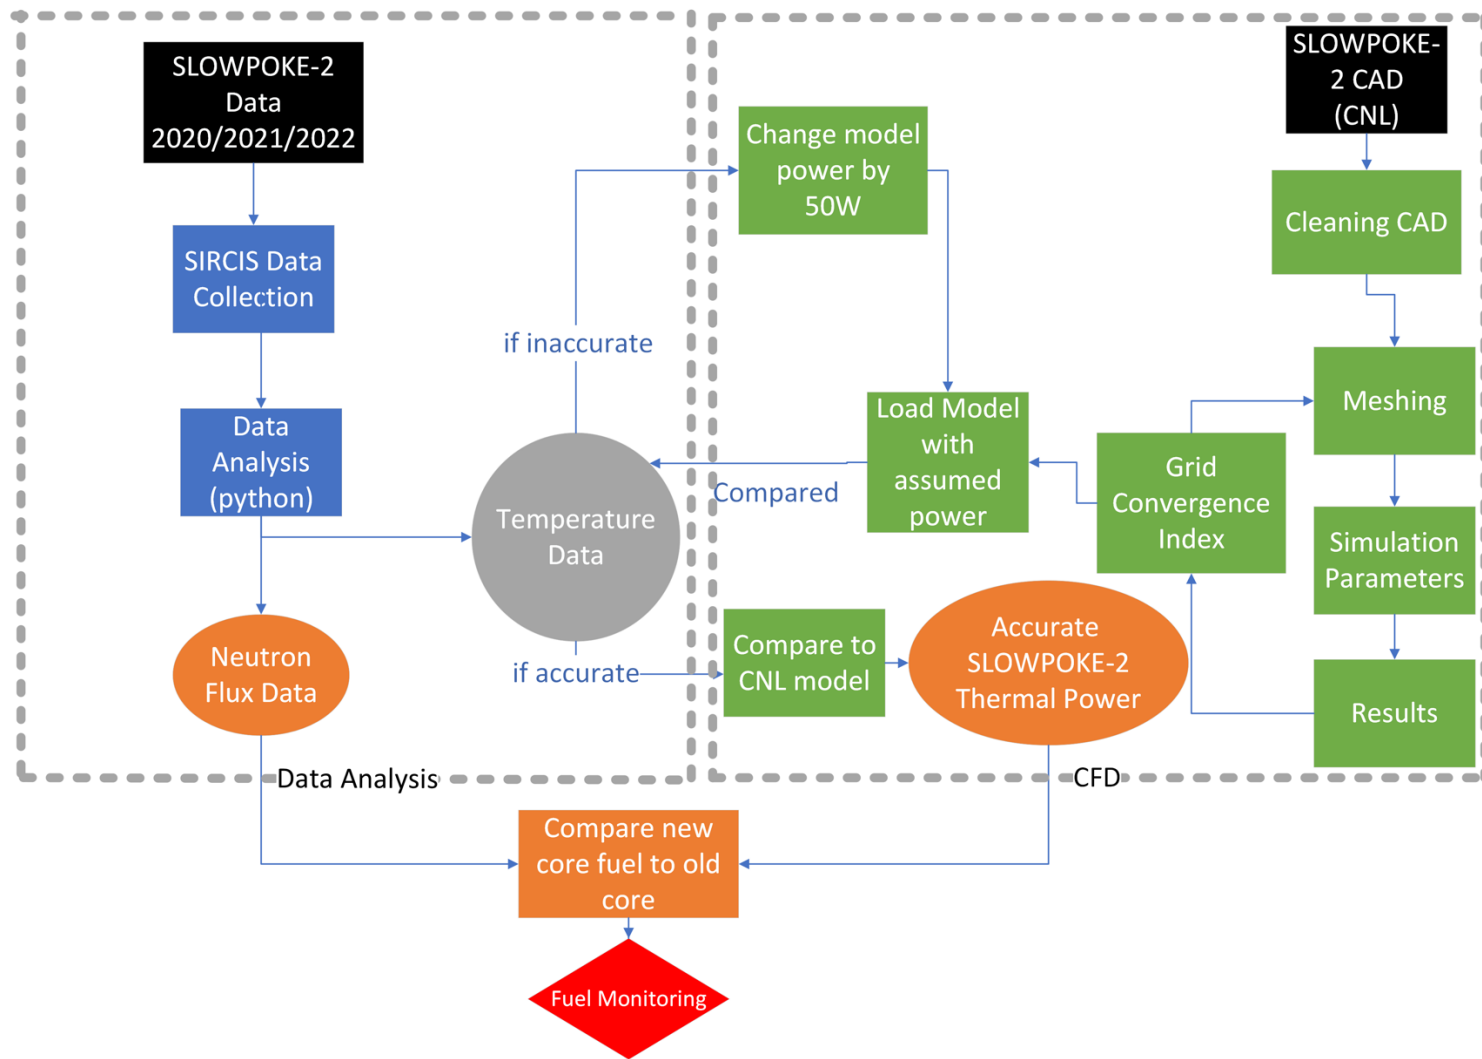 SLOWPOKE-2
Data
2020/2021/2022
SIRCIS Data
Collection
Data
Analysis
(python)
Neutron
Flux Data
if inaccurate
Temperature
Data
if accurate
Data Analysis
Change model
power by
50W
Load Model
with
assumed
power
Compared
Compare to
CNL model
Accurate
SLOWPOKE-2
Thermal Power
Grid
Convergence
Index
SLOWPOKE-
2 CAD
(CNL)
Cleaning CAD
Meshing
Simulation
Parameters
Results
CFD
Compare new
core fuel to old
core
Fuel Monitoring